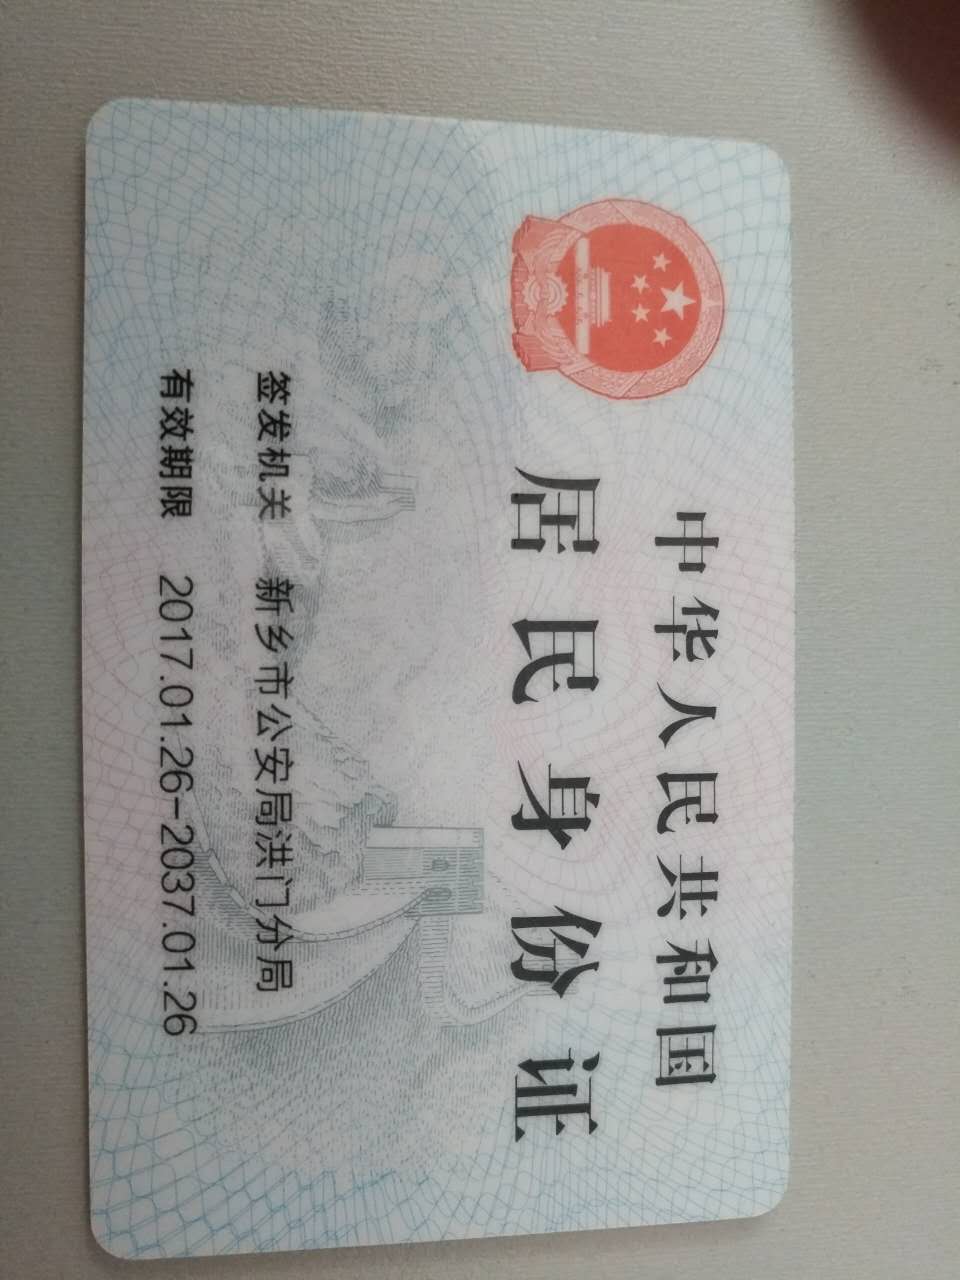 中华人民共和国
居民身份证
签发机关 新乡市公安局洪门分局
有效期限 2017.01.26-2037.01.26